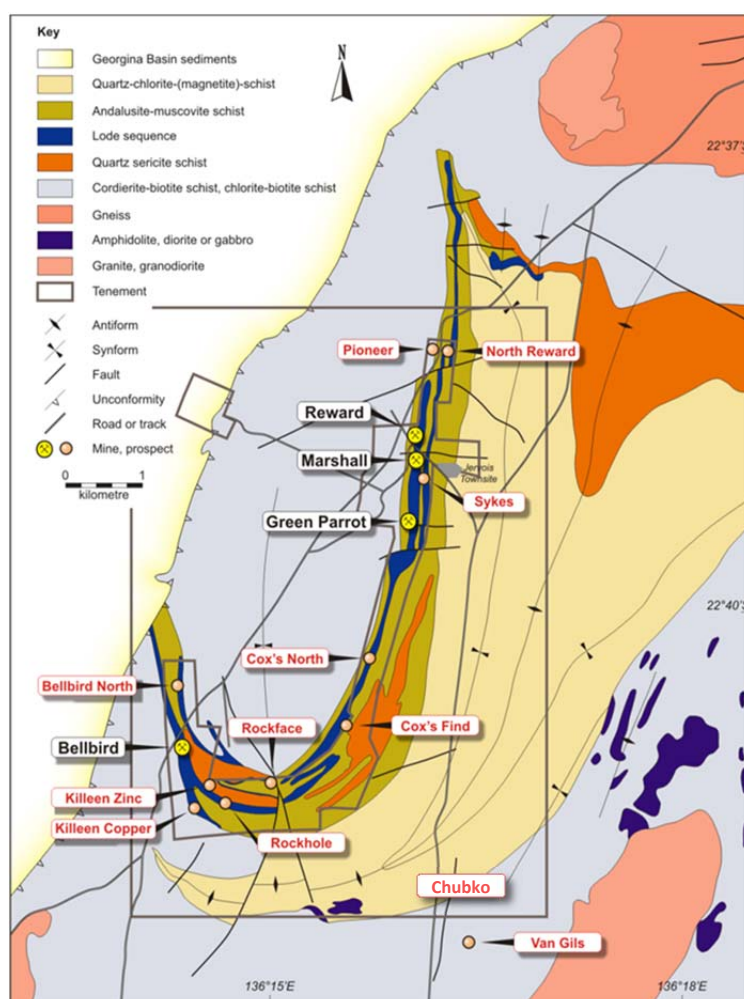 Key
Georgina Basin sediments
Quartz-chlorite-(magnetite)-schist
Andalusite-muscovite schist
Lode sequence
Quartz sericite schist
Cordierite-biotite schist, chlorite-biotite schist
Gneiss
Amphidolite, diorite or gabbro
Granite, granodiorite
Tenement
Antiform
Synform
Fault
Unconformity
Road or track
Mine, prospect
0 1
kilometre
N
22°37'S
Pioneer
North Reward
Reward
Marshall
Jervois
Townsite
Sykes
Green Parrot
22°40'S
Cox's North
Bellbird North
Rockface
Cox's Find
Bellbird
Killeen Zinc
Killeen Copper
Rockhole
Chubko
Van Gils
136°15'E
136°18'E